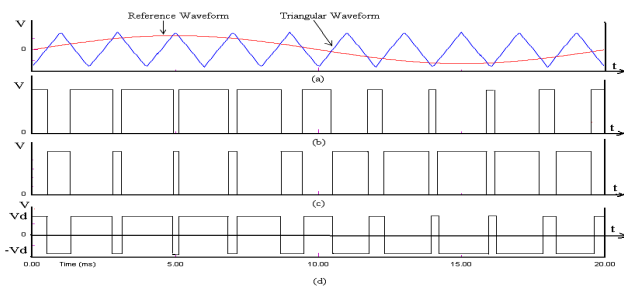 Reference Waveform
Triangular Waveform
V
0
t
(a)
V
0
t
(b)
V
0
t
(c)
V
Vd
0
-Vd
t
0.00
Time (ms)
5.00
10.00
15.00
20.00
(d)